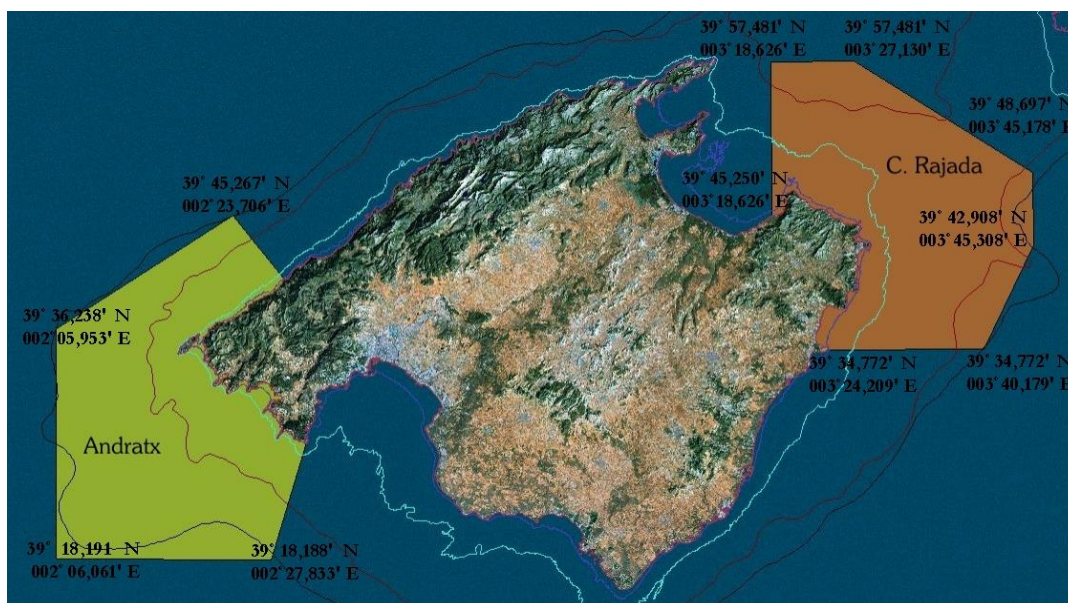 39° 57,481' N
003° 18,626' E
39° 57,481' N
003° 27,130' E
39° 48,697' N
003° 45,178' E
C. Rajada
39° 45,267' N
002° 23,706' E
39° 45,250' N
003° 18,626' E
39° 42,908' N
003° 45,308' E
39° 36,238' N
002° 05,953' E
39° 34,772' N
003° 24,209' E
39° 34,772' N
003° 40,179' E
Andratx
39° 18,191 N
002° 06,061' E
39° 18,188' N
002° 27,833' E